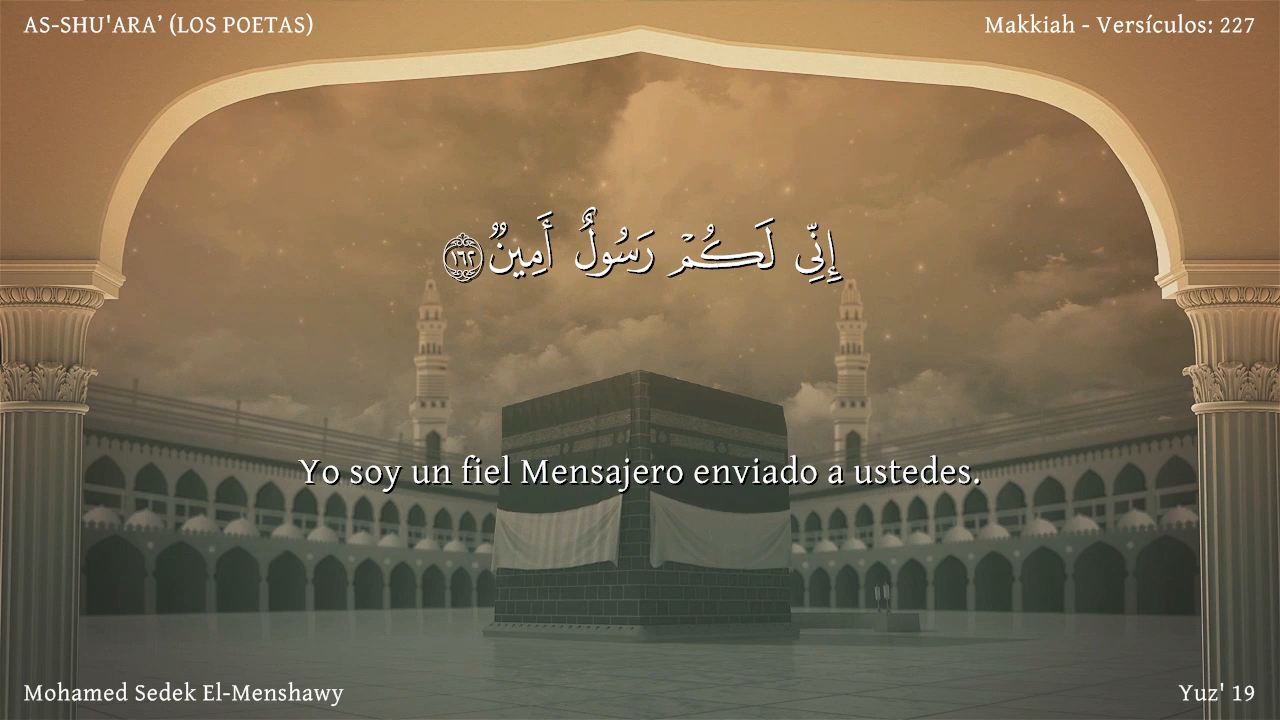 AS-SHU'ARA’ (LOS POETAS)
Makkiah - Versículos: 227
إِنِّي لَكُمْ رَسُولٌ أَمِينٌ ١٦٢
Yo soy un fiel Mensajero enviado a ustedes.
Mohamed Sedek El-Menshawy
Yuz' 19